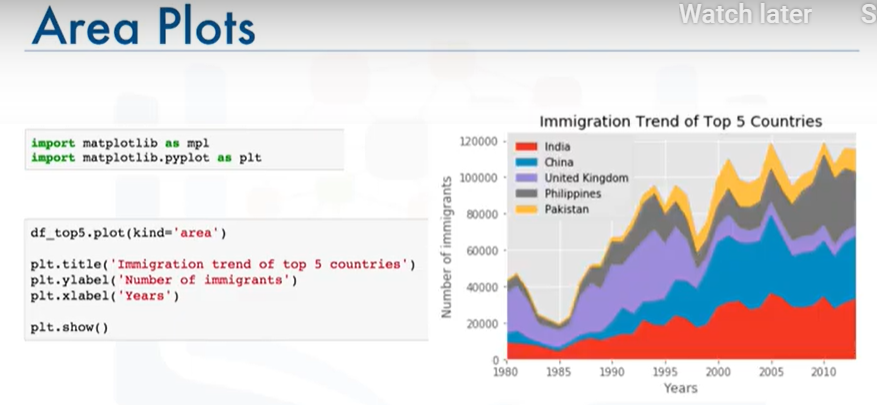 Area Plots
Watch later
S
import matplotlib as mpl
import matplotlib.pyplot as plt
df_top5.plot(kind='area')
plt.title('Immigration trend of top 5 countries')
plt.ylabel('Number of immigrants')
plt.xlabel('Years')
plt.show()
Immigration Trend of Top 5 Countries
India
China
United Kingdom
Philippines
Pakistan
Number of immigrants
120000
100000
80000
60000
40000
20000
0
1980 1985 1990 1995 2000 2005 2010
Years